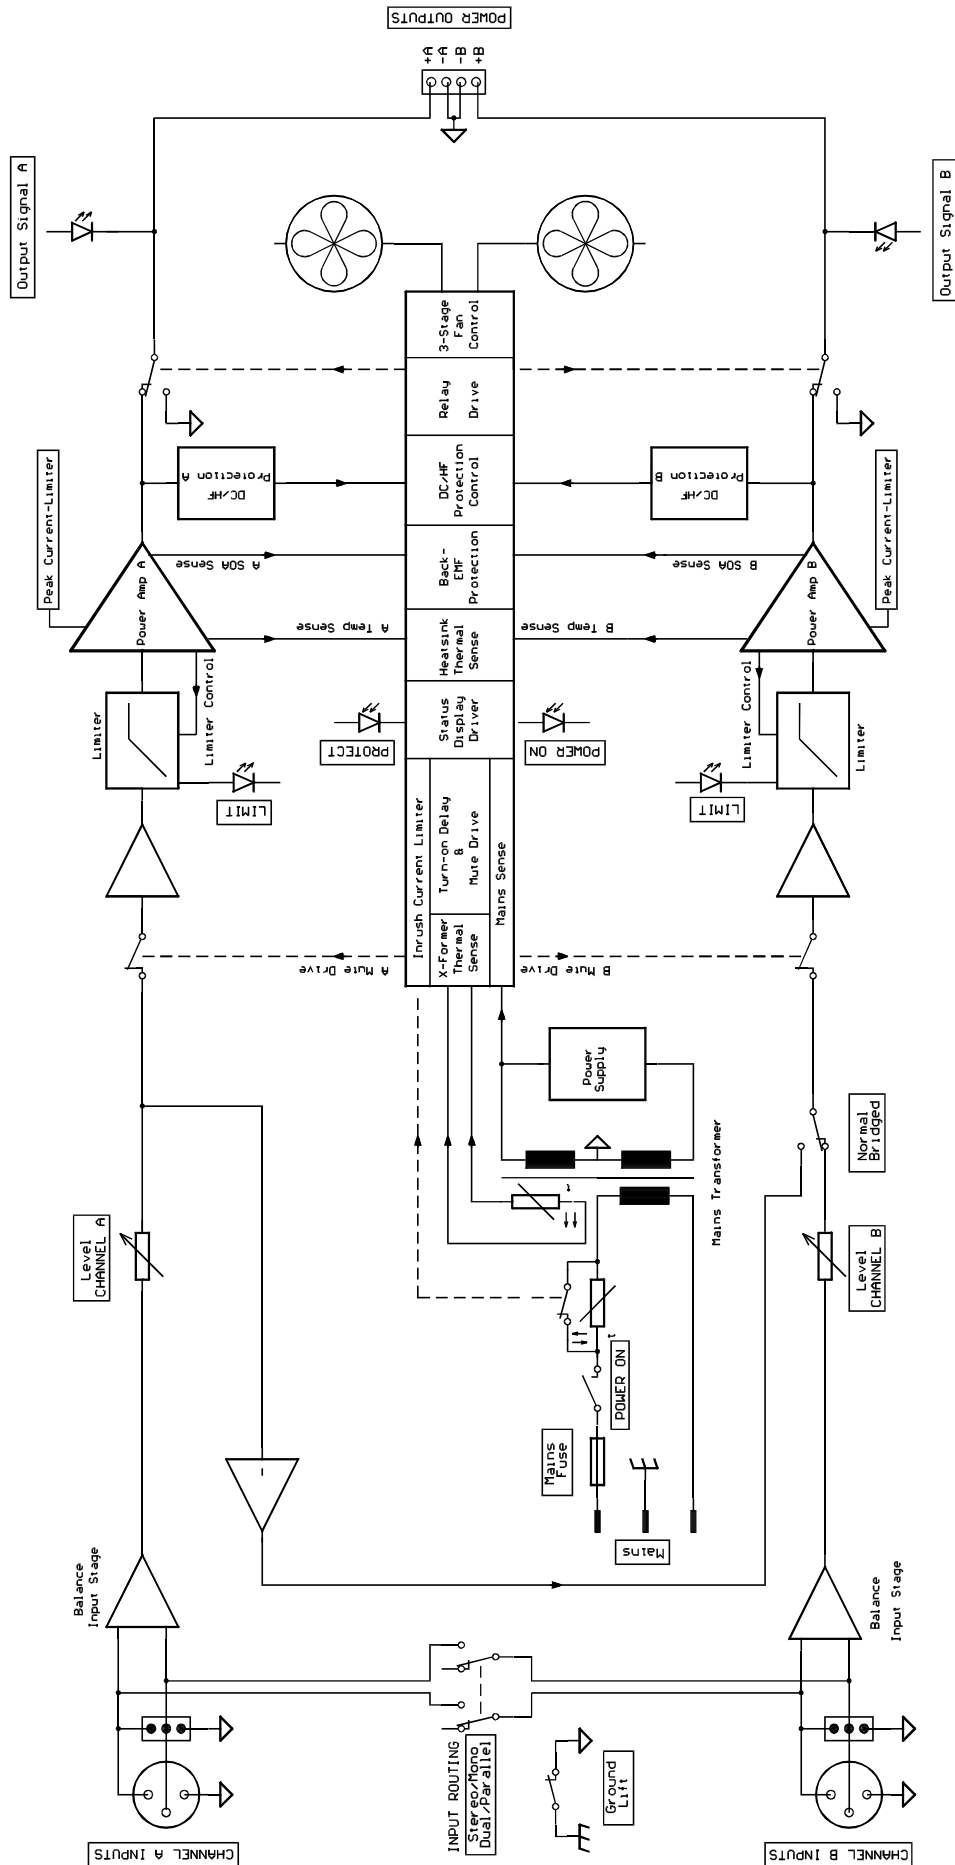 POWER OUTPUTS
+A
-A
-B
+B
Output Signal A
Output Signal B
3-Stage
Fan
Control
Relay
Drive
DC/HF
Protection A
DC/HF
Protection
Control
DC/HF
Protection B
Peak Current-Limiter
Power Amp A
A SOA Sense
Back-
EMF
Protection
B SOA Sense
Power Amp B
Peak Current-Limiter
A Temp Sense
Heatsink
Thermal
Sense
B Temp Sense
Limiter
Limiter Control
LIMIT
PROTECT
Status
Display
Driver
POWER ON
LIMIT
Limiter Control
Limiter
Inrush Current Limiter
Turn-on Delay
&
Mute Drive
Mains Sense
X-Former
Thermal
Sense
A Mute Drive
B Mute Drive
Power
Supply
Mains Transformer
Normal
Bridged
Level
CHANNEL A
Level
CHANNEL B
t
t
POWER ON
Mains
Fuse
Mains
-
Balance
Input Stage
Balance
Input Stage
INPUT ROUTING
Stereo/Mono
Dual/Parallel
Ground
Lift
CHANNEL A INPUTS
CHANNEL B INPUTS